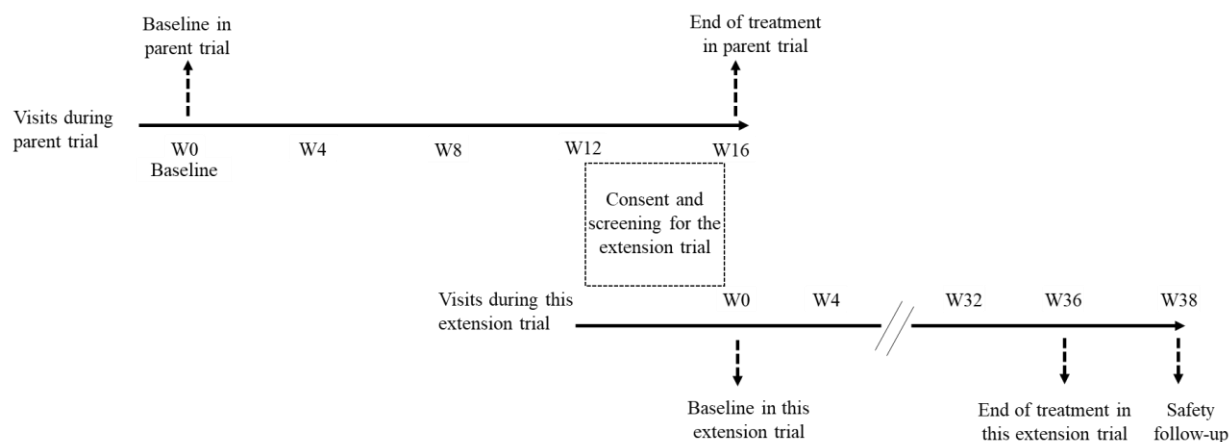 Baseline in
parent trial
End of treatment
in parent trial
Visits during
parent trial
W0
W4
W8
W12
W16
Baseline
Consent and
screening for the
extension trial
Visits during this
extension trial
W0
W4
W32
W36
W38
Baseline in this
extension trial
End of treatment in
this extension trial
Safety
follow-up